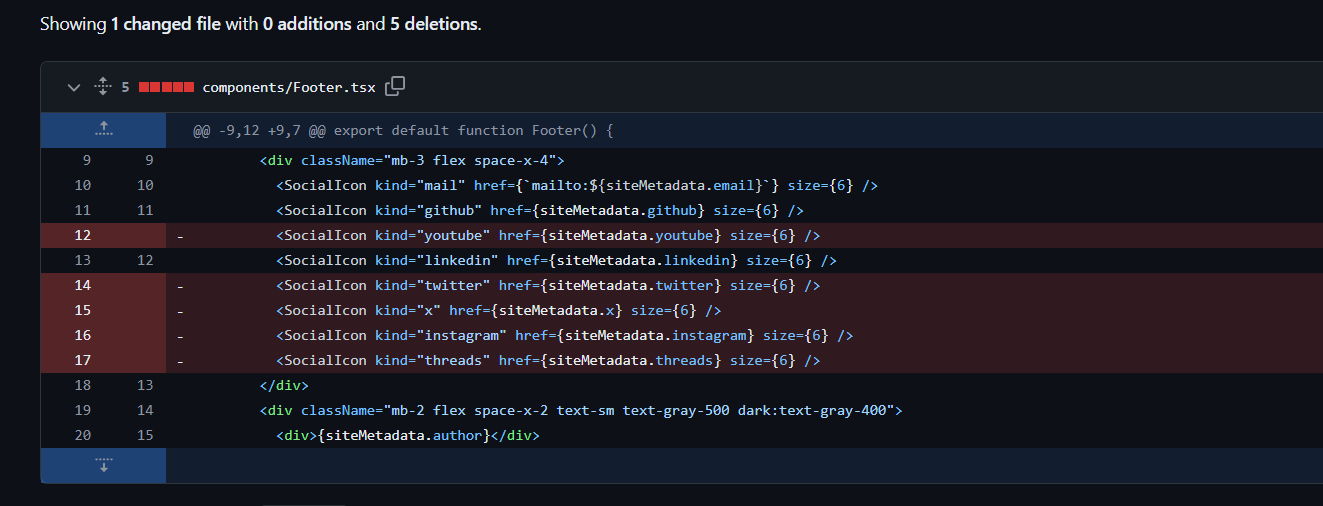 Showing 1 changed file with 0 additions and 5 deletions.
5 components/Footer.tsx
@@ -9,12 +9,7 @@ export default function Footer() {
9 9 <div className="mb-3 flex space-x-4">
10 10 <SocialIcon kind="mail" href={`mailto:${siteMetadata.email}`} size={6} />
11 11 <SocialIcon kind="github" href={siteMetadata.github} size={6} />
12 - <SocialIcon kind="youtube" href={siteMetadata.youtube} size={6} />
13 12 <SocialIcon kind="linkedin" href={siteMetadata.linkedin} size={6} />
14 - <SocialIcon kind="twitter" href={siteMetadata.twitter} size={6} />
15 - <SocialIcon kind="x" href={siteMetadata.x} size={6} />
16 - <SocialIcon kind="instagram" href={siteMetadata.instagram} size={6} />
17 - <SocialIcon kind="threads" href={siteMetadata.threads} size={6} />
18 13 </div>
19 14 <div className="mb-2 flex space-x-2 text-sm text-gray-500 dark:text-gray-400">
20 15 <div>{siteMetadata.author}</div>